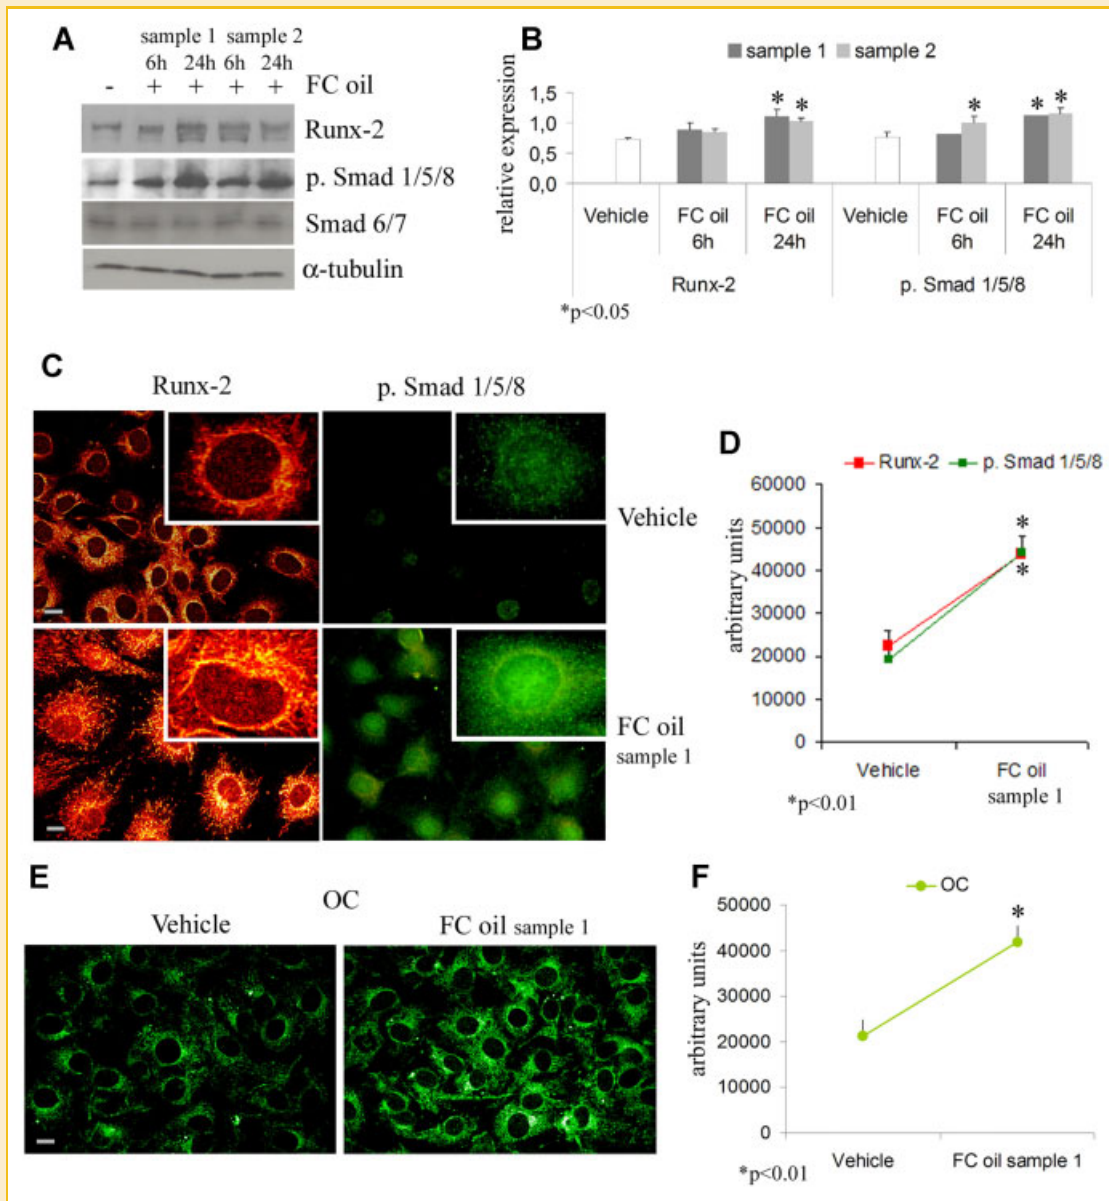 A
sample 1 sample 2
6h 24h 6h 24h
- + + + + FC oil
Runx-2
p. Smad 1/5/8
Smad 6/7
α-tubulin
B
sample 1 sample 2
relative expression
1,5
1,0
0,5
0,0
* * * * *
Vehicle FC oil 6h FC oil 24h Vehicle FC oil 6h FC oil 24h
Runx-2 p. Smad 1/5/8
*p<0.05
C
Runx-2 p. Smad 1/5/8
Vehicle
FC oil
sample 1
D
Runx-2 p. Smad 1/5/8
arbitrary units
60000
50000
40000
30000
20000
10000
0
*
*
Vehicle FC oil
sample 1
*p<0.01
E
OC
Vehicle FC oil sample 1
F
OC
arbitrary units
50000
40000
30000
20000
10000
0
*
Vehicle FC oil sample 1
*p<0.01